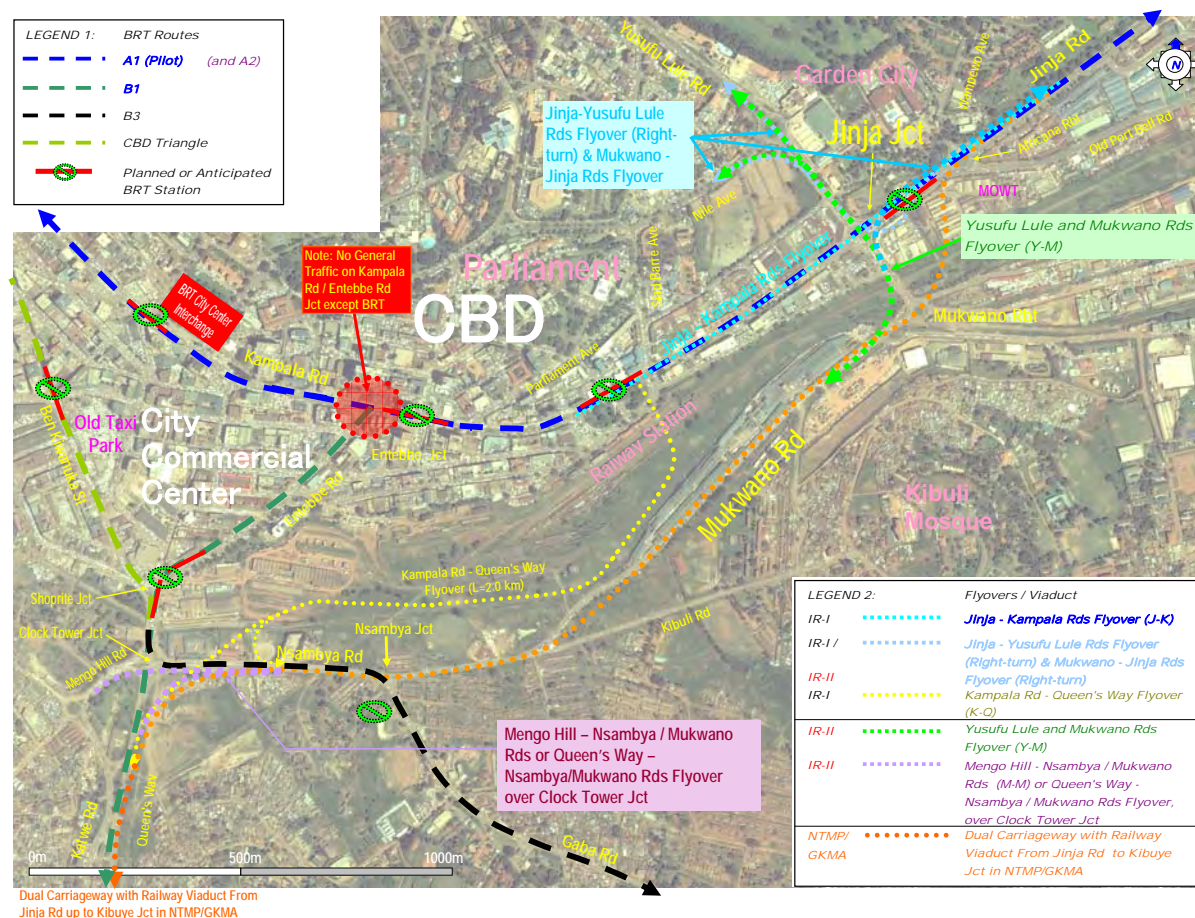 LEGEND 1: BRT Routes
A1 (Pilot) (and A2)
B1
B3
CBD Triangle
Planned or Anticipated
BRT Station
Yusufu Lule Rd
Garden City
Wampewo Ave
Jinja Rd
N
Jinja-Yusufu Lule
Rds Flyover (Right-
turn) & Mukwano -
Jinja Rds Flyover
Jinja Jct
Africana Rbt
Old Port Bell Rd
Nile Ave
MOWT
Yusufu Lule and Mukwano Rds
Flyover (Y-M)
Note: No General
Traffic on Kampala
Rd / Entebbe Rd
Jct except BRT
Parliament
CBD
Said Barre Ave
Jinja - Kampala Rds Flyover
Mukwano Rbt
BRT City Center
Interchange
Kampala Rd
Parliament Ave
Old Taxi
Park
City
Commercial
Center
Ben Kiwanuka St
Entebbe Jct
Entebbe Rd
Railway Station
Mukwano Rd
Kibuli
Mosque
Kampala Rd - Queen's Way
Flyover (L=2.0 km)
Shoprite Jct
Clock Tower Jct
Nsambya Jct
Kibuli Rd
Mengo Hill Rd
Nsambya Rd
Mengo Hill – Nsambya / Mukwano
Rds or Queen's Way –
Nsambya/Mukwano Rds Flyover
over Clock Tower Jct
Katwe Rd
Queen's Way
Gaba Rd
0m 500m 1000m
Dual Carriageway with Railway Viaduct From
Jinja Rd up to Kibuye Jct in NTMP/GKMA
LEGEND 2: Flyovers / Viaduct
IR-I Jinja - Kampala Rds Flyover (J-K)
IR-I / Jinja - Yusufu Lule Rds Flyover
(Right-turn) & Mukwano - Jinja Rds
IR-II Flyover (Right-turn)
IR-I Kampala Rd - Queen's Way Flyover
(K-Q)
IR-II Yusufu Lule and Mukwano Rds
Flyover (Y-M)
IR-II Mengo Hill - Nsambya / Mukwano
Rds (M-M) or Queen's Way -
Nsambya / Mukwano Rds Flyover,
over Clock Tower Jct
NTMP/ Dual Carriageway with Railway
GKMA Viaduct From Jinja Rd to Kibuye
Jct in NTMP/GKMA